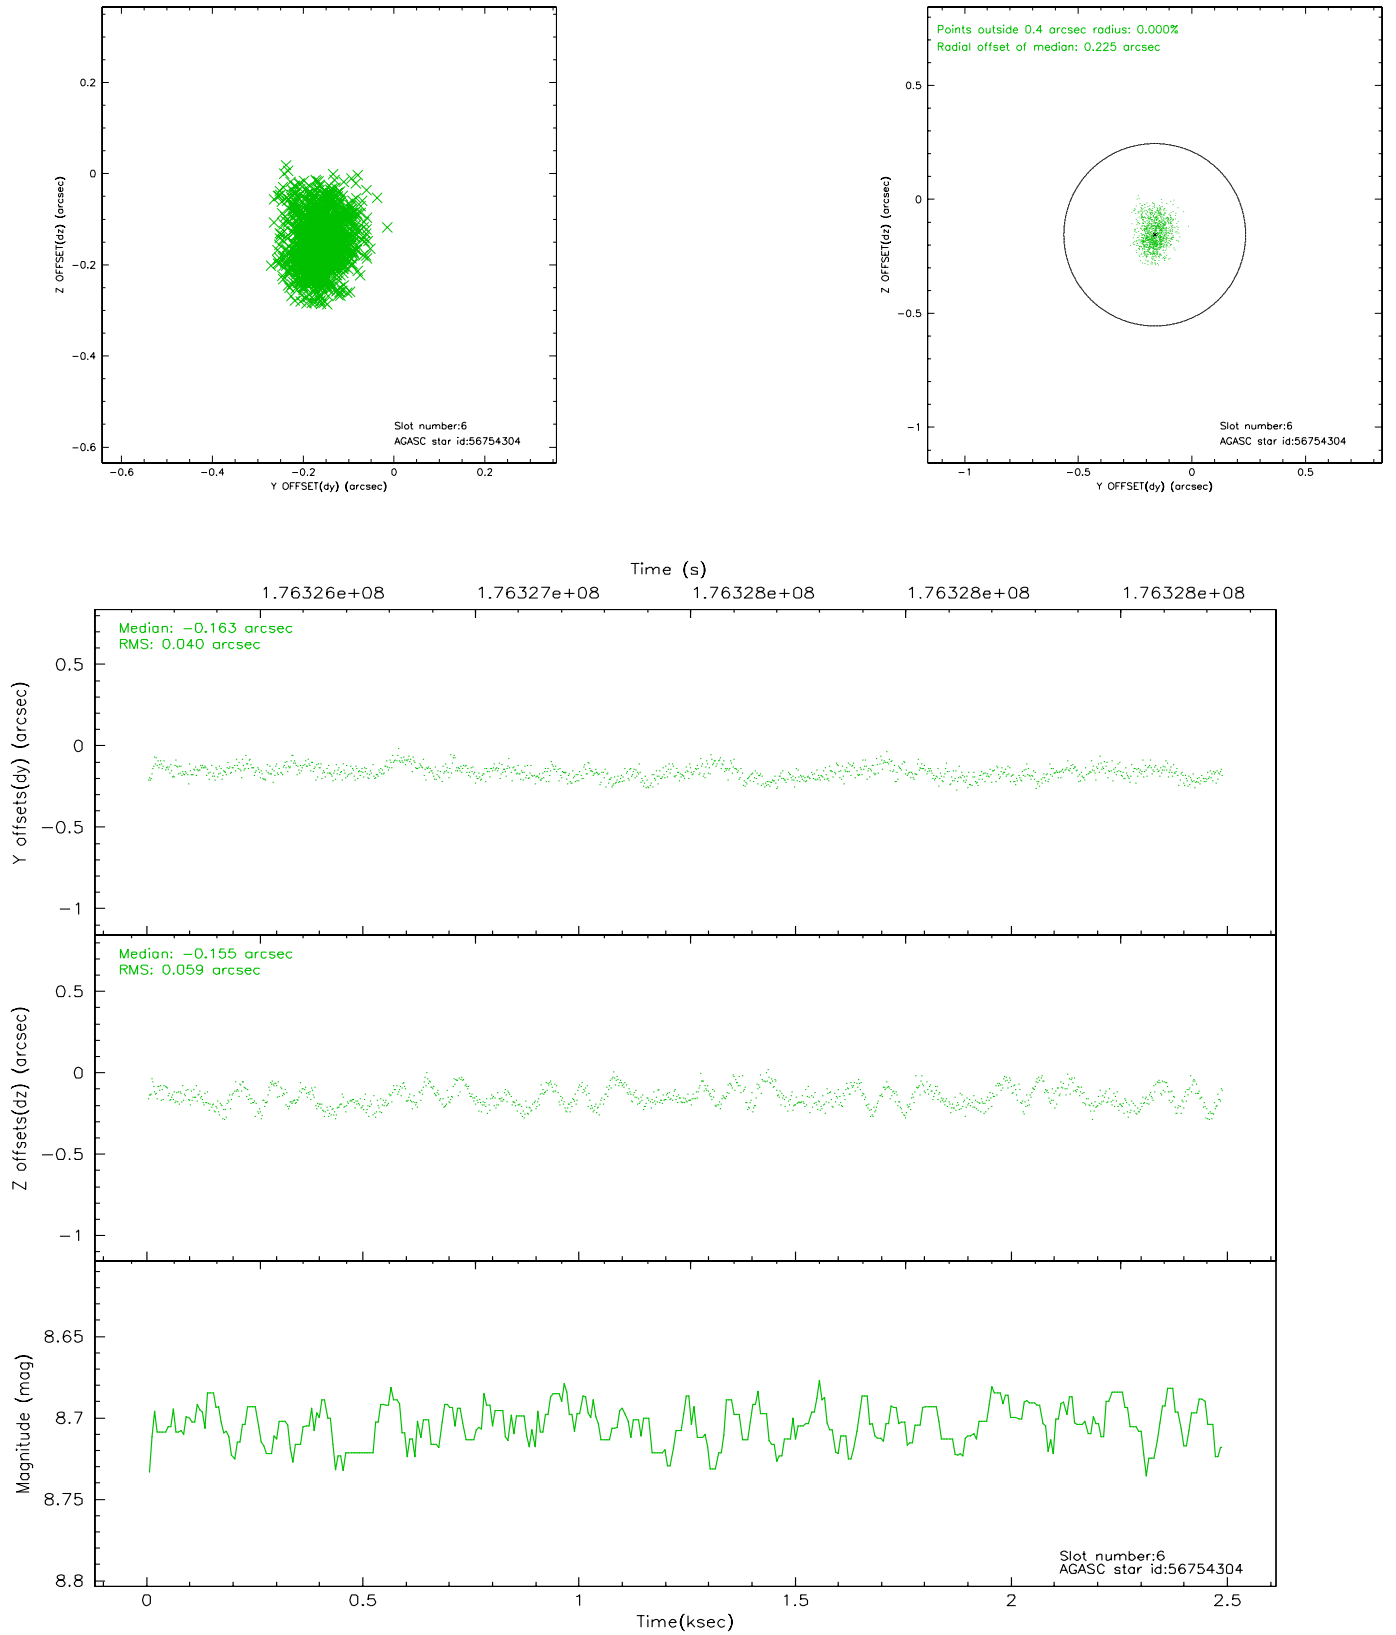 0.2
0
−0.2
−0.4
−0.6
Z OFFSET(dz) (arcsec)
Slot number:6
AGASC star id:56754304
−0.6 −0.4 −0.2 0 0.2
Y OFFSET(dy) (arcsec)
Points outside 0.4 arcsec radius: 0.000%
Radial offset of median: 0.225 arcsec
0.5
0
−0.5
−1
Z OFFSET(dz) (arcsec)
Slot number:6
AGASC star id:56754304
−1 −0.5 0 0.5
Y OFFSET(dy) (arcsec)
Time (s)
1.76326e+08 1.76327e+08 1.76328e+08 1.76328e+08 1.76328e+08
Median: −0.163 arcsec
RMS: 0.040 arcsec
0.5
0
−0.5
−1
Y offsets(dy) (arcsec)
Median: −0.155 arcsec
RMS: 0.059 arcsec
0.5
0
−0.5
−1
Z offsets(dz) (arcsec)
8.65
8.7
8.75
8.8
Magnitude (mag)
Slot number:6
AGASC star id:56754304
0 0.5 1 1.5 2 2.5
Time(ksec)